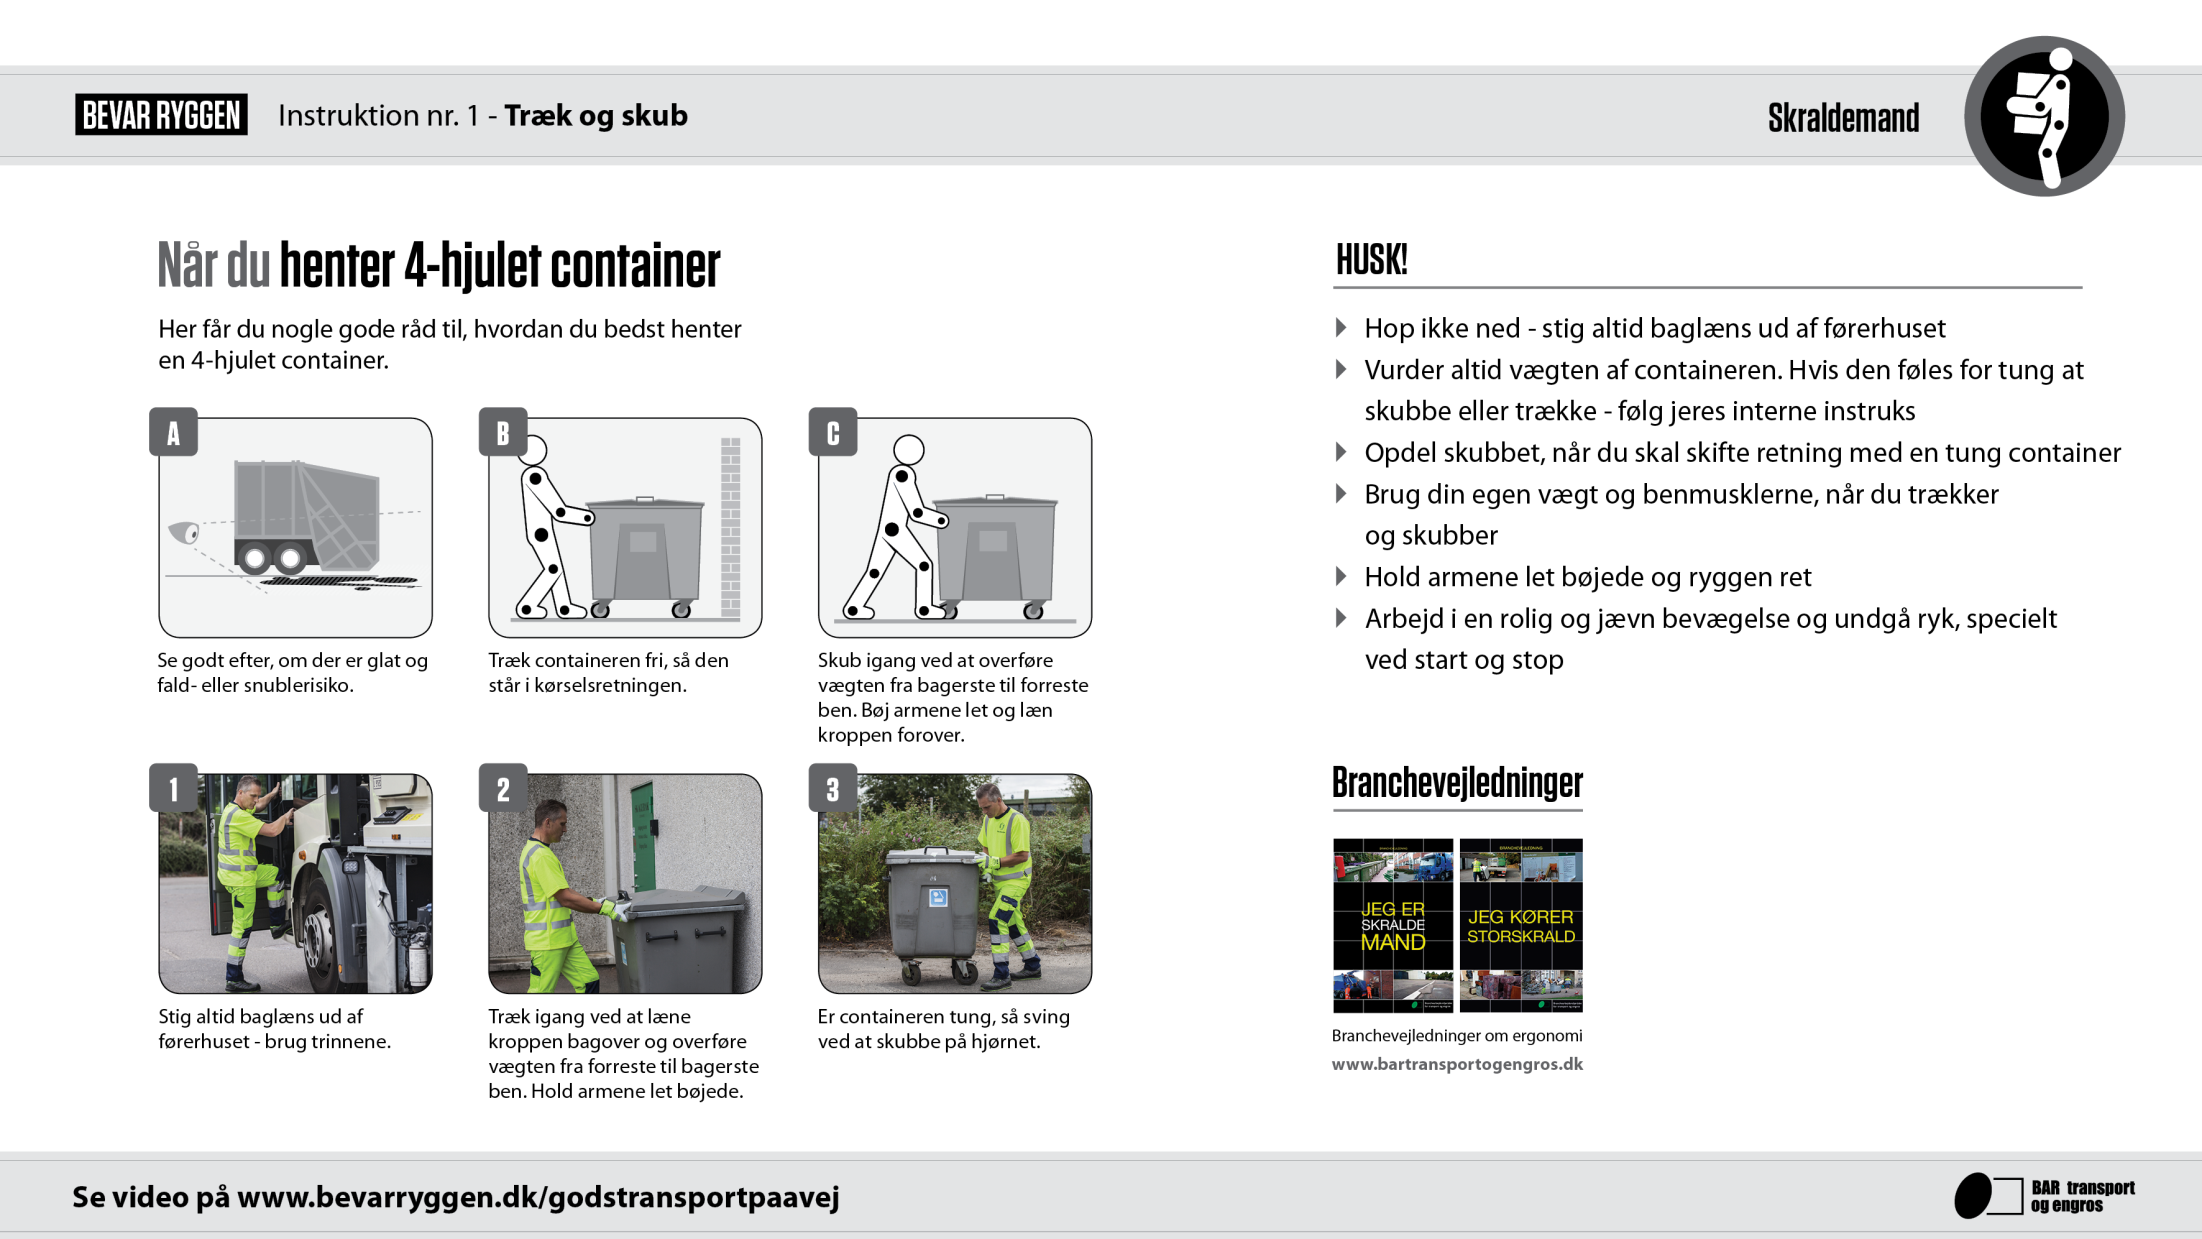 BEVAR RYGGEN
Instruktion nr. 1 - Træk og skub
Skraldemand
Når du henter 4-hjulet container
Her får du nogle gode råd til, hvordan du bedst henter
en 4-hjulet container.
A
Se godt efter, om der er glat og
fald- eller snublerisiko.
B
Træk containeren fri, så den
står i kørselsretningen.
C
Skub igang ved at overføre
vægten fra bagerste til forreste
ben. Bøj armene let og læn
kroppen forover.
1
Stig altid baglæns ud af
førerhuset - brug trinnene.
2
Træk igang ved at læne
kroppen bagover og overføre
vægten fra forreste til bagerste
ben. Hold armene let bøjede.
3
Er containeren tung, så sving
ved at skubbe på hjørnet.
HUSK!
Hop ikke ned - stig altid baglæns ud af førerhuset
Vurder altid vægten af containeren. Hvis den føles for tung at
skubbe eller trække - følg jeres interne instruks
Opdel skubbet, når du skal skifte retning med en tung container
Brug din egen vægt og benmusklerne, når du trækker
og skubber
Hold armene let bøjede og ryggen ret
Arbejd i en rolig og jævn bevægelse og undgå ryk, specielt
ved start og stop
Branchevejledninger
BRANCHEVEJLEDNING
JEG ER
SKRALDE
MAND
BRANCHEVEJLEDNING
JEG KØRER
STORSKRALD
Branchevejledninger om ergonomi
www.bartransportogengros.dk
Se video på www.bevarryggen.dk/godstransportpaavej
BAR transport
og engros